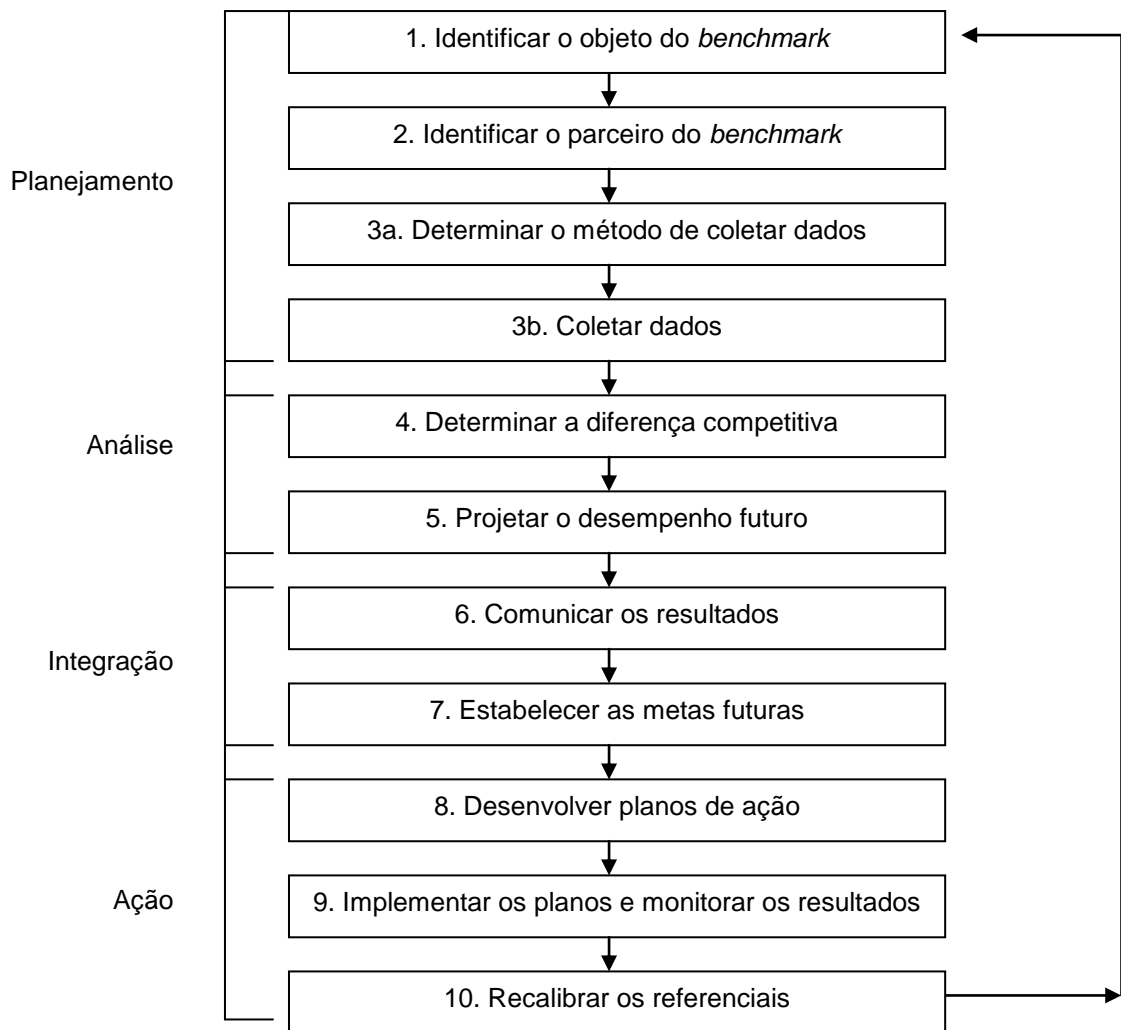 1. Identificar o objeto do benchmark
2. Identificar o parceiro do benchmark
Planejamento
3a. Determinar o método de coletar dados
3b. Coletar dados
4. Determinar a diferença competitiva
Análise
5. Projetar o desempenho futuro
6. Comunicar os resultados
Integração
7. Estabelecer as metas futuras
8. Desenvolver planos de ação
Ação
9. Implementar os planos e monitorar os resultados
10. Recalibrar os referenciais